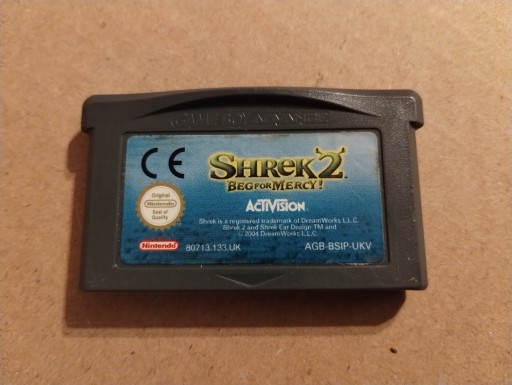 GAME BOY ADVANCE
CE
SHREK 2
BEG FOR MERCY!
ACTIVISION
Original
Nintendo
Seal of
Quality
Shrek is a registered trademark of DreamWorks L.L.C.
Shrek 2 and Shrek Ear Design TM and
© 2004 DreamWorks L.L.C.
Nintendo
80713.133.UK
AGB-BSIP-UKV